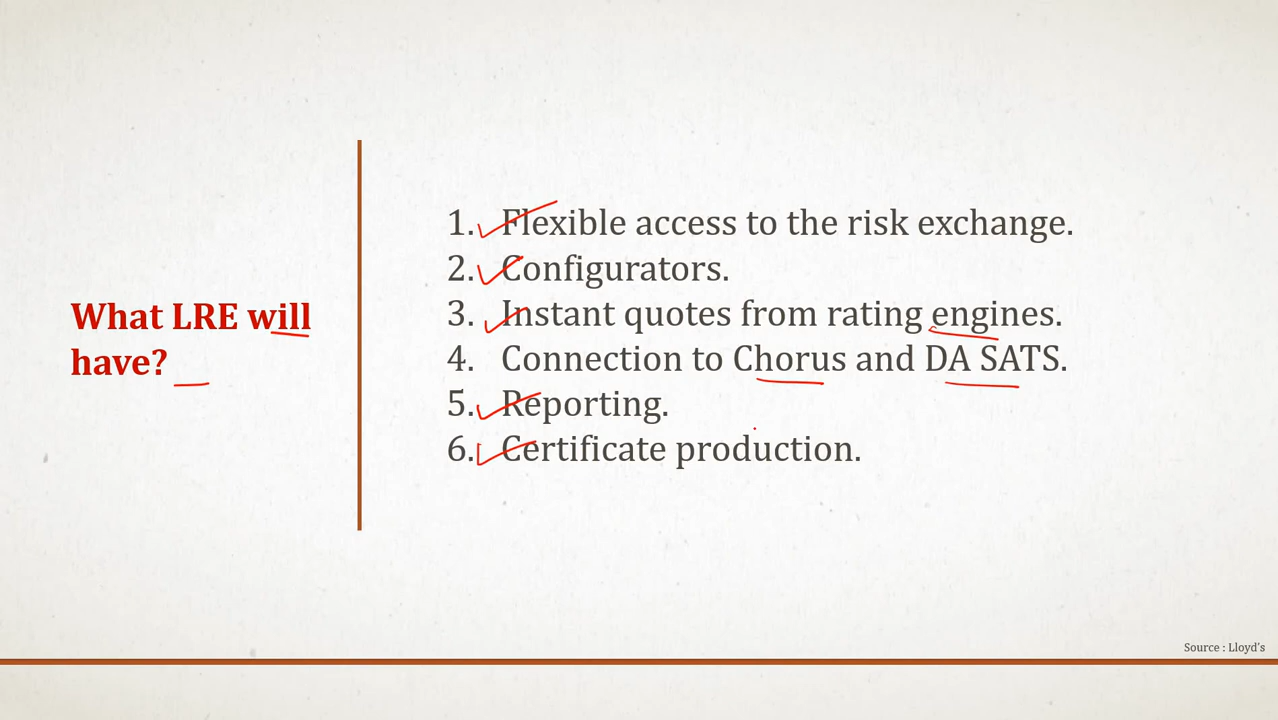 What LRE will
have?
1. Flexible access to the risk exchange.
2. Configurators.
3. Instant quotes from rating engines.
4. Connection to Chorus and DA SATS.
5. Reporting.
6. Certificate production.
Source : Lloyd's